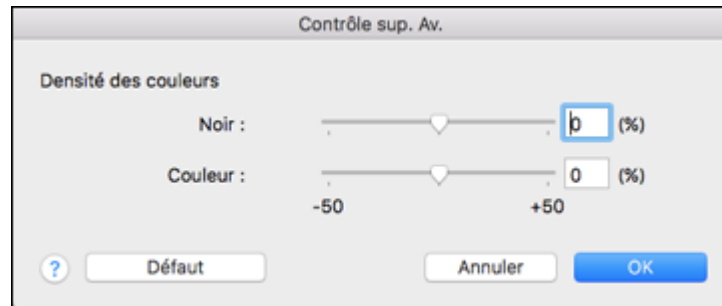 Contrôle sup. Av.
Densité des couleurs
Noir : 0 (%)
Couleur : 0 (%)
-50 +50
? Défaut Annuler OK